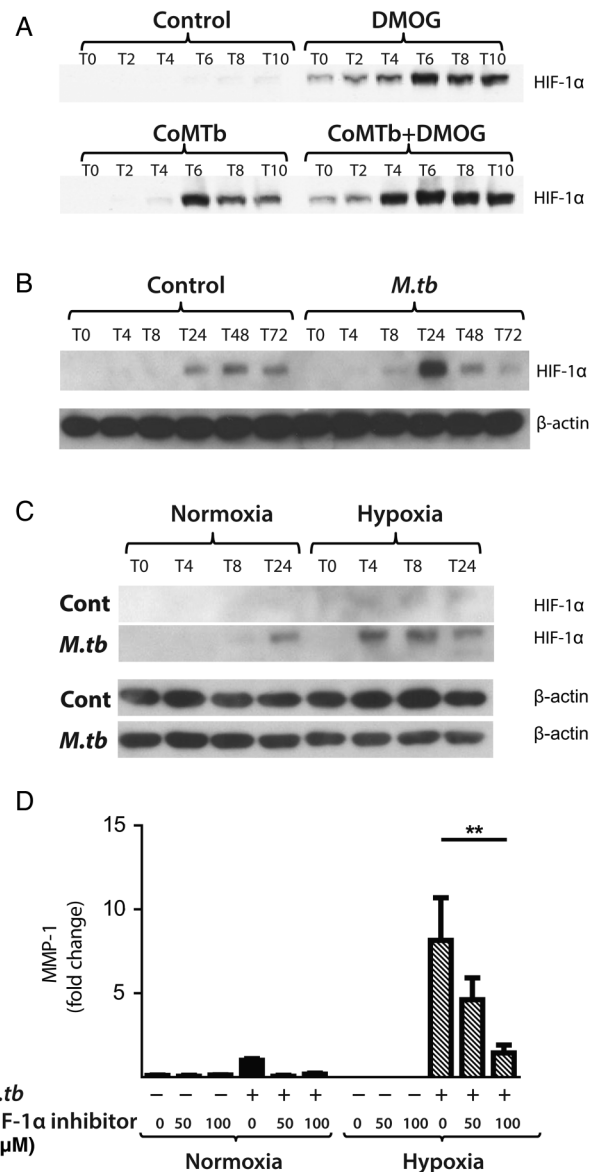 A
Control DMOG
T0 T2 T4 T6 T8 T10 T0 T2 T4 T6 T8 T10
HIF-1α
CoMTb CoMTb+DMOG
T0 T2 T4 T6 T8 T10 T0 T2 T4 T6 T8 T10
HIF-1α
B
Control M.tb
T0 T4 T8 T24 T48 T72 T0 T4 T8 T24 T48 T72
HIF-1α
β-actin
C
Normoxia Hypoxia
T0 T4 T8 T24 T0 T4 T8 T24
Cont HIF-1α
M.tb HIF-1α
Cont β-actin
M.tb β-actin
D
15
**
10
MMP-1
(fold change)
5
.tb − − − + + + − − − + + +
F-1α inhibitor 0 50 100 0 50 100 0 50 100 0 50 100
μM)
Normoxia Hypoxia